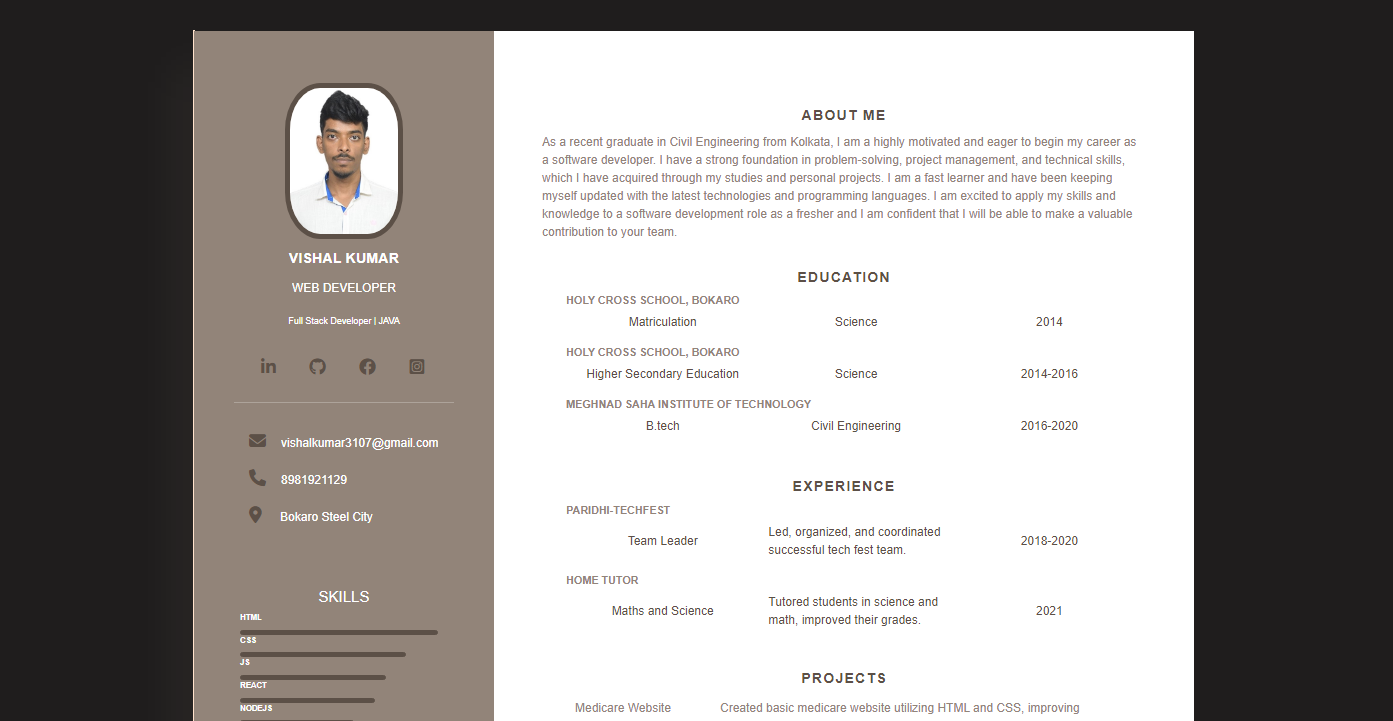 VISHAL KUMAR
WEB DEVELOPER
Full Stack Developer | JAVA
vishalkumar3107@gmail.com
8981921129
Bokaro Steel City
SKILLS
HTML
CSS
JS
REACT
NODEJS
ABOUT ME
As a recent graduate in Civil Engineering from Kolkata, I am a highly motivated and eager to begin my career as
a software developer. I have a strong foundation in problem-solving, project management, and technical skills,
which I have acquired through my studies and personal projects. I am a fast learner and have been keeping
myself updated with the latest technologies and programming languages. I am excited to apply my skills and
knowledge to a software development role as a fresher and I am confident that I will be able to make a valuable
contribution to your team.
EDUCATION
HOLY CROSS SCHOOL, BOKARO
Matriculation Science 2014
HOLY CROSS SCHOOL, BOKARO
Higher Secondary Education Science 2014-2016
MEGHNAD SAHA INSTITUTE OF TECHNOLOGY
B.tech Civil Engineering 2016-2020
EXPERIENCE
PARIDHI-TECHFEST
Team Leader Led, organized, and coordinated
successful tech fest team. 2018-2020
HOME TUTOR
Maths and Science Tutored students in science and
math, improved their grades. 2021
PROJECTS
Medicare Website Created basic medicare website utilizing HTML and CSS, improving